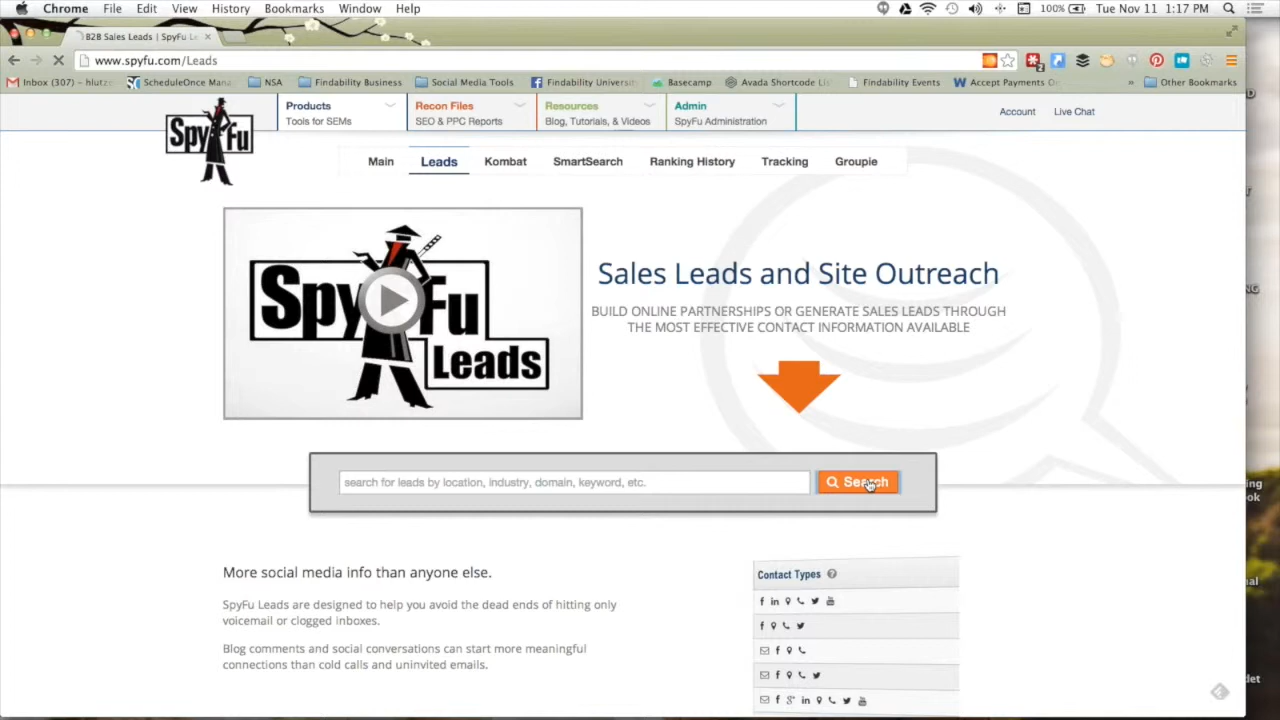 Chrome File Edit View History Bookmarks Window Help 100% Tue Nov 11 1:17 PM
B2B Sales Leads | SpyFu Le
www.spyfu.com/Leads
Inbox (307) – hlutz ScheduleOnce Man NSA Findability Business Social Media Tools Findability Universit Basecamp Avada Shortcode Lis Findability Events Accept Payments On » Other Bookmarks
Products Recon Files Resources Admin
Tools for SEMs SEO & PPC Reports Blog, Tutorials, & Videos SpyFu Administration
Account Live Chat
SpyFu
Main Leads Kombat SmartSearch Ranking History Tracking Groupie
SpyFu
Leads
Sales Leads and Site Outreach
BUILD ONLINE PARTNERSHIPS OR GENERATE SALES LEADS THROUGH
THE MOST EFFECTIVE CONTACT INFORMATION AVAILABLE
search for leads by location, industry, domain, keyword, etc. Search
More social media info than anyone else.
SpyFu Leads are designed to help you avoid the dead ends of hitting only
voicemail or clogged inboxes.
Blog comments and social conversations can start more meaningful
connections than cold calls and uninvited emails.
Contact Types